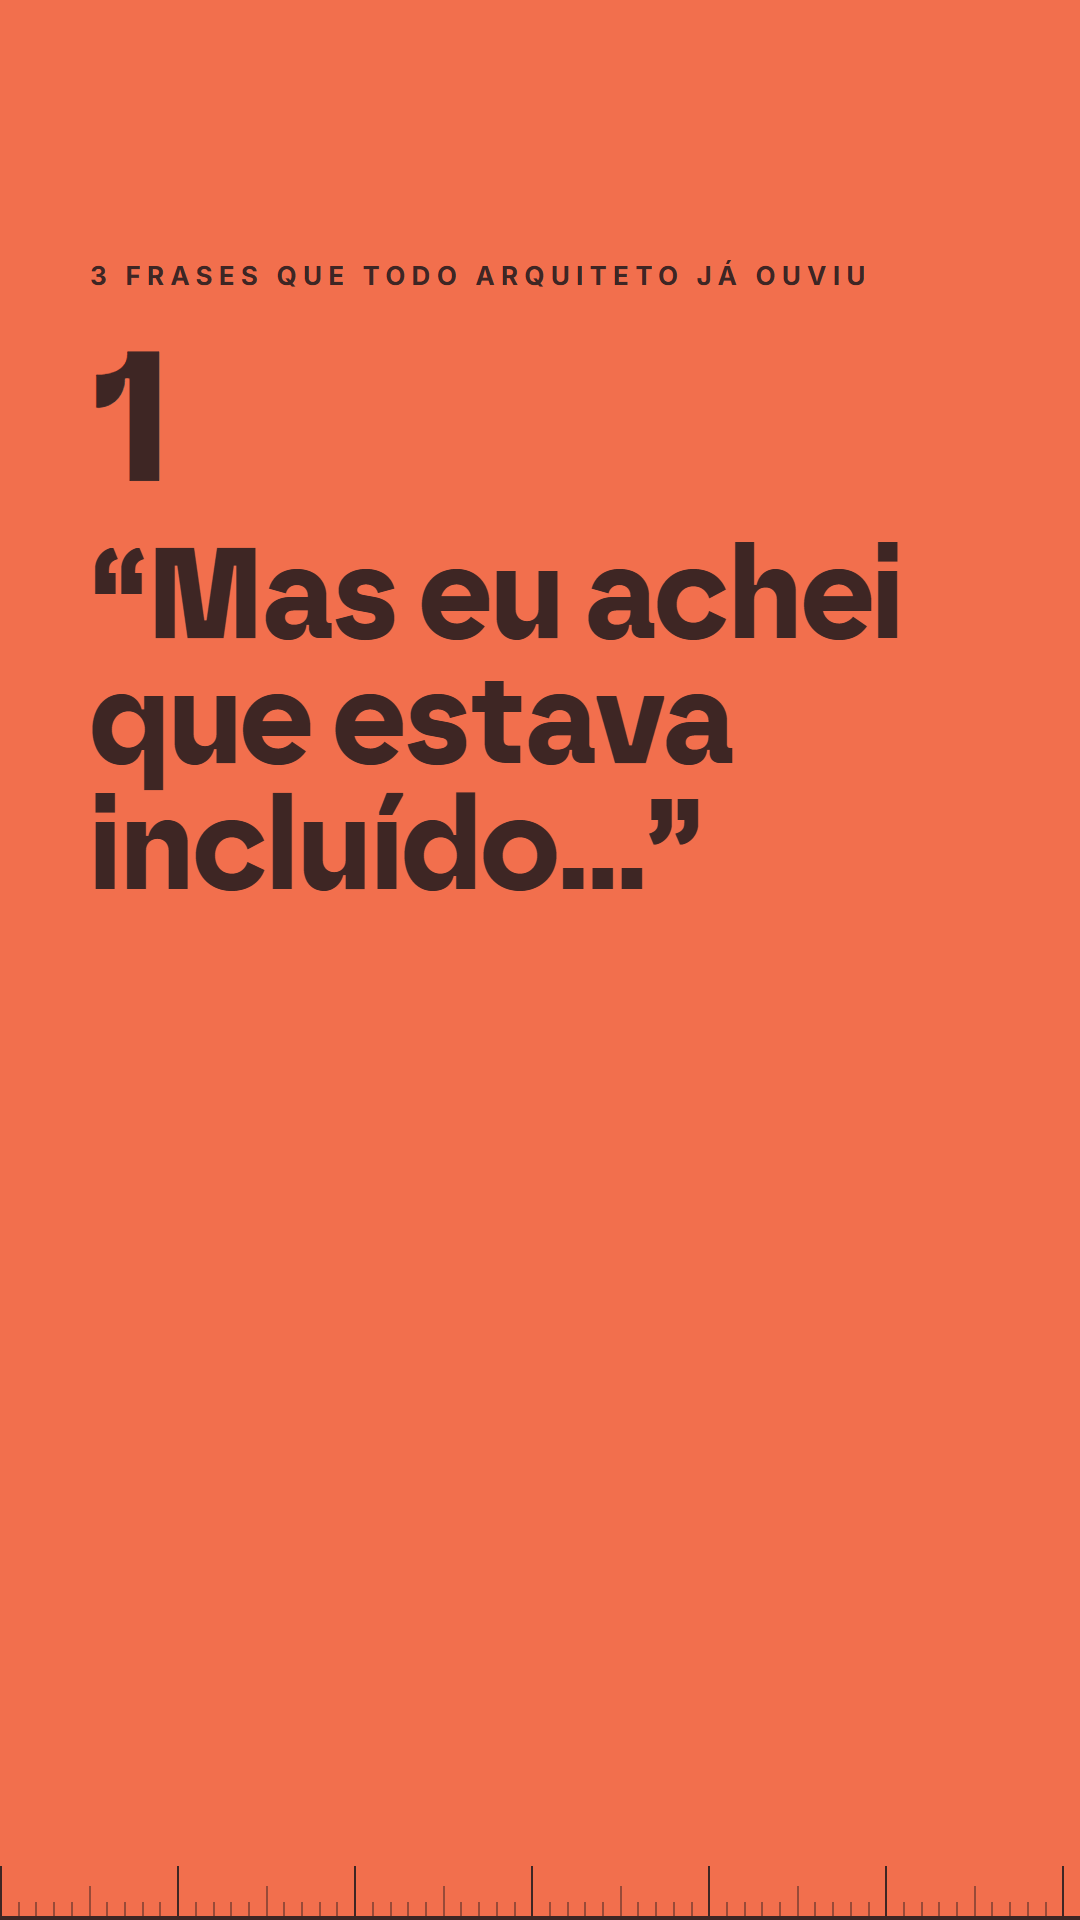 3 FRASES QUE TODO ARQUITETO JÁ OUVIU
1
“Mas eu achei
que estava
incluído...”